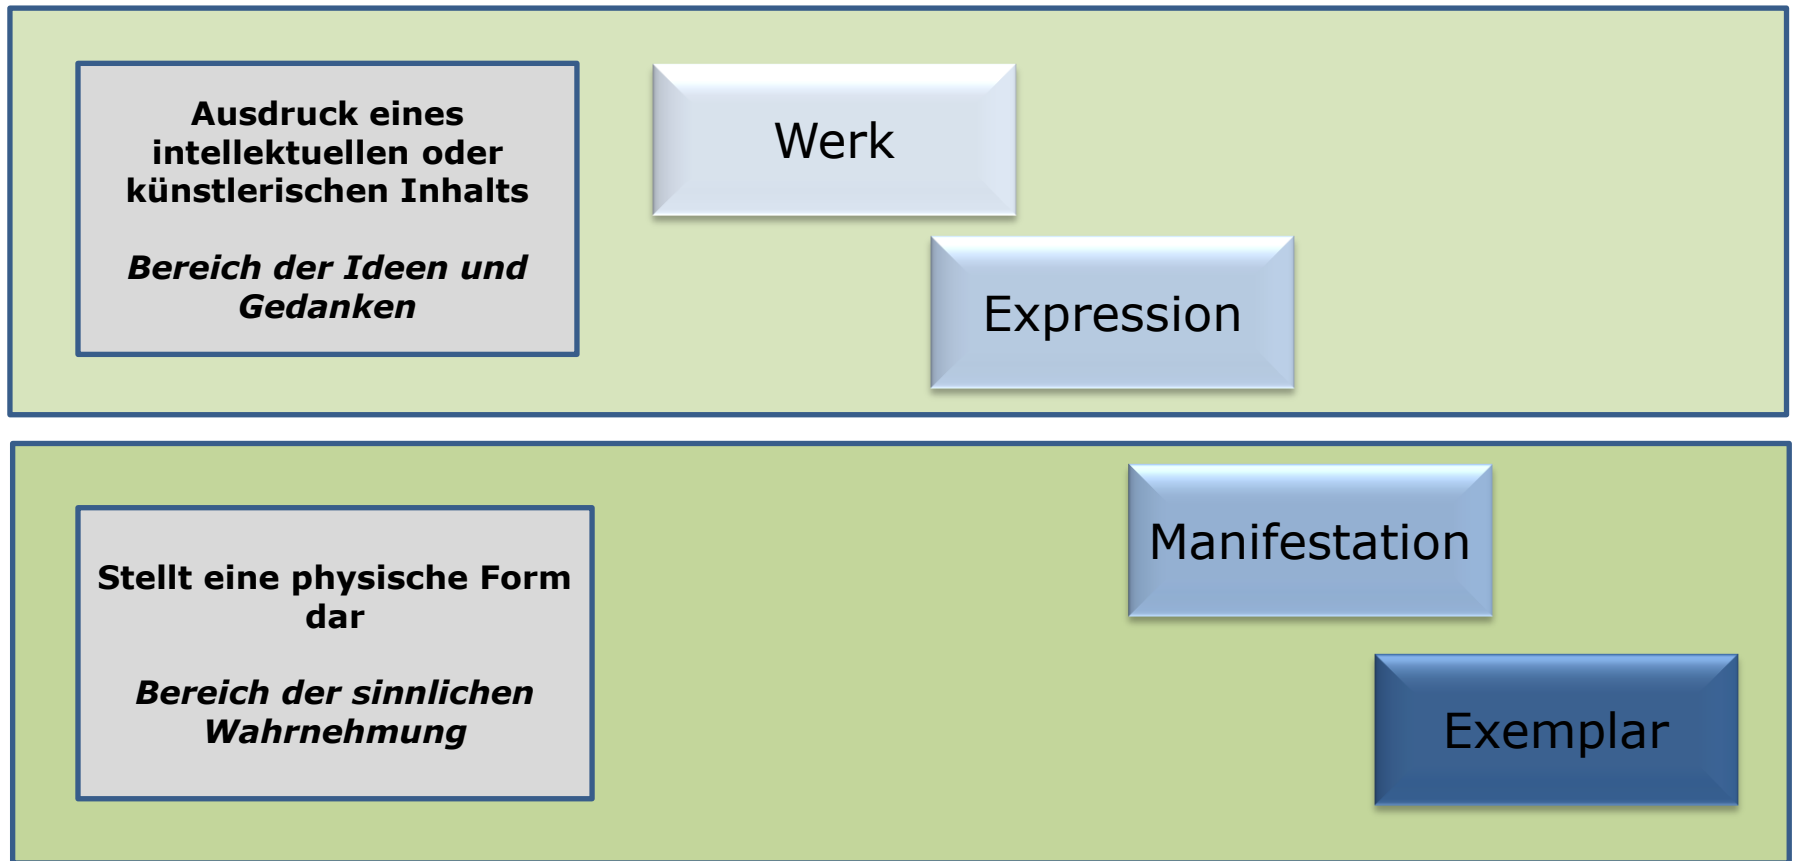 Ausdruck eines
intellektuellen oder
künstlerischen Inhalts
Bereich der Ideen und
Gedanken
Werk
Expression
Stellt eine physische Form
dar
Bereich der sinnlichen
Wahrnehmung
Manifestation
Exemplar